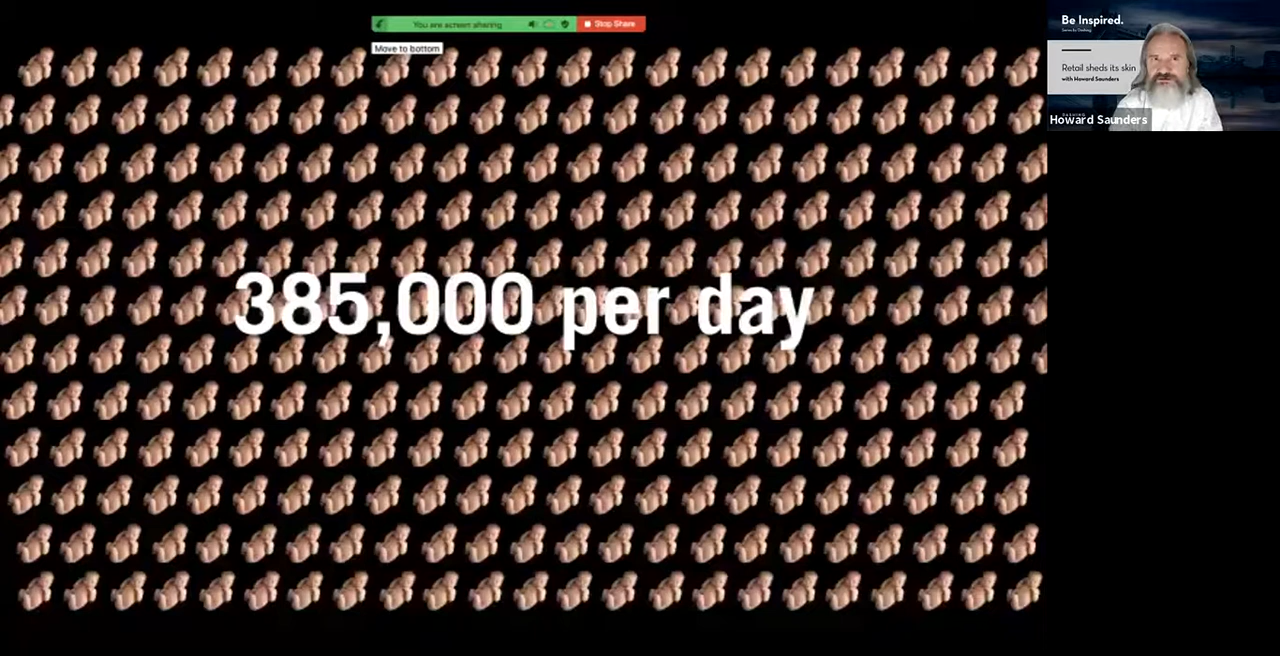 You are screen sharing
Stop Share
Move to bottom
385,000 per day
Be Inspired.
Retail sheds its skin
with Howard Saunders
Howard Saunders